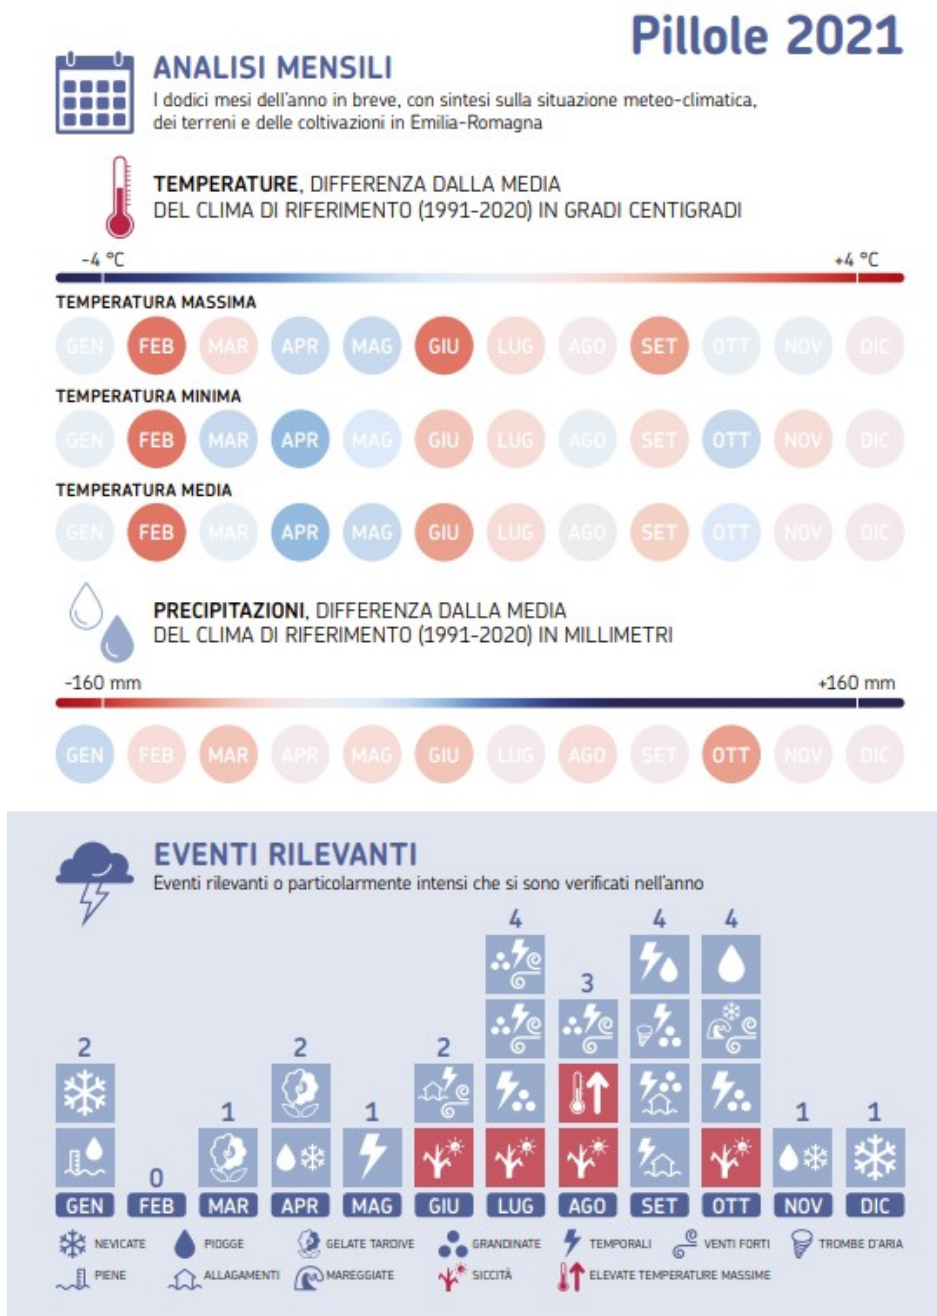 Pillole 2021
ANALISI MENSILI
I dodici mesi dell'anno in breve, con sintesi sulla situazione meteo-climatica,
dei terreni e delle coltivazioni in Emilia-Romagna
TEMPERATURE, DIFFERENZA DALLA MEDIA
DEL CLIMA DI RIFERIMENTO (1991-2020) IN GRADI CENTIGRADI
-4 °C +4 °C
TEMPERATURA MASSIMA
GEN FEB MAR APR MAG GIU LUG AGO SET OTT NOV DIC
TEMPERATURA MINIMA
GEN FEB MAR APR MAG GIU LUG AGO SET OTT NOV DIC
TEMPERATURA MEDIA
GEN FEB MAR APR MAG GIU LUG AGO SET OTT NOV DIC
PRECIPITAZIONI, DIFFERENZA DALLA MEDIA
DEL CLIMA DI RIFERIMENTO (1991-2020) IN MILLIMETRI
-160 mm +160 mm
GEN FEB MAR APR MAG GIU LUG AGO SET OTT NOV DIC
EVENTI RILEVANTI
Eventi rilevanti o particolarmente intensi che si sono verificati nell'anno
4 4 4
3
2 2 2
1 1 1 1
0
GEN FEB MAR APR MAG GIU LUG AGO SET OTT NOV DIC
NEVICATE PIOGGE GELATE TARDIVE GRANDINATE TEMPORALI VENTI FORTI TROMBE D'ARIA
PIENE ALLAGAMENTI MAREGGIATE SICCITÀ ELEVATE TEMPERATURE MASSIME